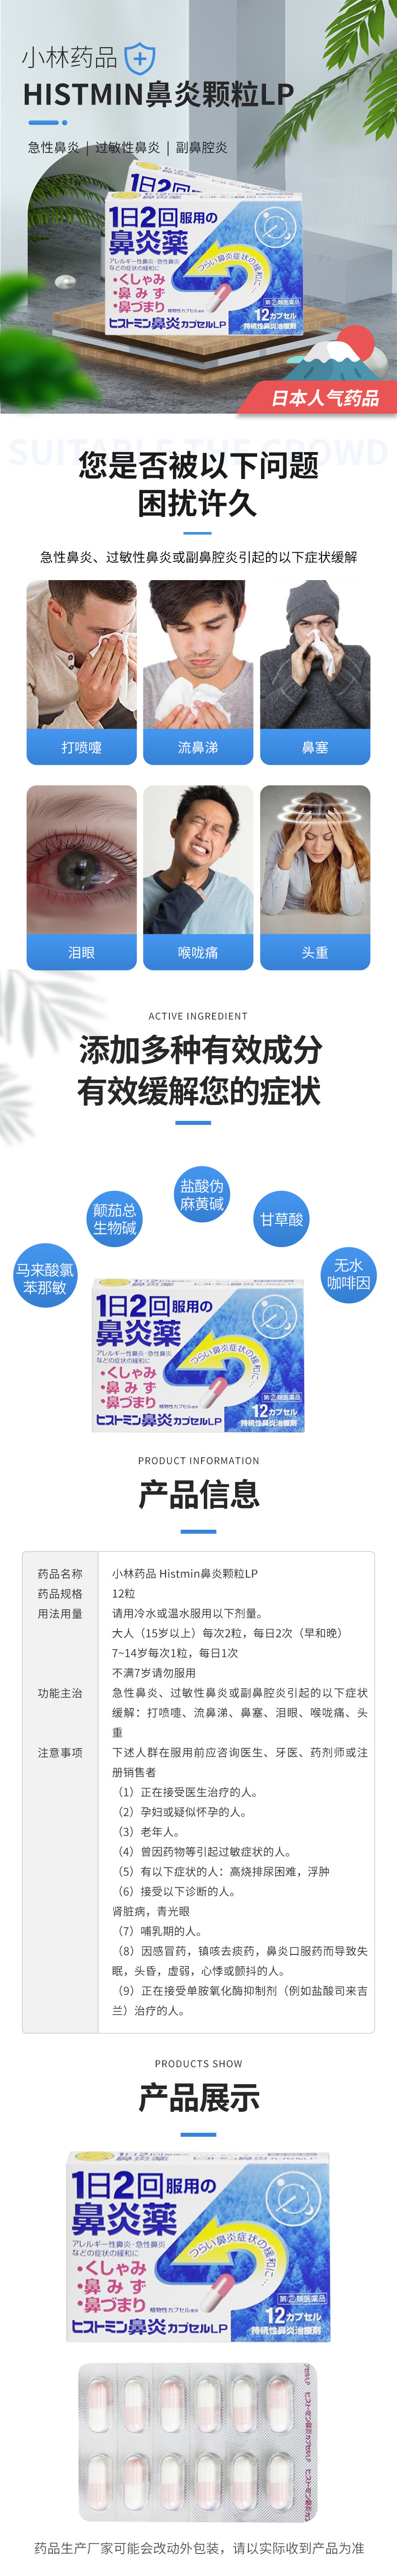 小林药品
HISTMIN鼻炎颗粒LP
急性鼻炎 | 过敏性鼻炎 | 副鼻腔炎
1日2回服用の
鼻炎薬
アレルギー性鼻炎・急性鼻炎
などの症状の緩和に
・くしゃみ
・鼻みず
・鼻づまり
つらい鼻炎症状の緩和に…
植物性カプセル使用
第②類医薬品
12カプセル
ヒストミン鼻炎カプセルLP
持続性鼻炎治療剤
日本人气药品
SUITABLE THE CROWD
您是否被以下问题
困扰许久
急性鼻炎、过敏性鼻炎或副鼻腔炎引起的以下症状缓解
打喷嚏
流鼻涕
鼻塞
泪眼
喉咙痛
头重
ACTIVE INGREDIENT
添加多种有效成分
有效缓解您的症状
盐酸伪
麻黄碱
颠茄总
生物碱
甘草酸
马来酸氯
苯那敏
无水
咖啡因
1日2回服用の
鼻炎薬
アレルギー性鼻炎・急性鼻炎
などの症状の緩和に
・くしゃみ
・鼻みず
・鼻づまり
つらい鼻炎症状の緩和に…
植物性カプセル使用
第②類医薬品
12カプセル
ヒストミン鼻炎カプセルLP
持続性鼻炎治療剤
PRODUCT INFORMATION
产品信息
药品名称 小林药品 Histmin鼻炎颗粒LP
药品规格 12粒
用法用量 请用冷水或温水服用以下剂量。
大人（15岁以上）每次2粒，每日2次（早和晚）
7~14岁每次1粒，每日1次
不满7岁请勿服用
功能主治 急性鼻炎、过敏性鼻炎或副鼻腔炎引起的以下症状
缓解：打喷嚏、流鼻涕、鼻塞、泪眼、喉咙痛、头
重
注意事项 下述人群在服用前应咨询医生、牙医、药剂师或注
册销售者
（1）正在接受医生治疗的人。
（2）孕妇或疑似怀孕的人。
（3）老年人。
（4）曾因药物等引起过敏症状的人。
（5）有以下症状的人：高烧排尿困难，浮肿
（6）接受以下诊断的人。
肾脏病，青光眼
（7）哺乳期的人。
（8）因感冒药，镇咳去痰药，鼻炎口服药而导致失
眠，头昏，虚弱，心悸或颤抖的人。
（9）正在接受单胺氧化酶抑制剂（例如盐酸司来吉
兰）治疗的人。
PRODUCTS SHOW
产品展示
1日2回服用の
鼻炎薬
アレルギー性鼻炎・急性鼻炎
などの症状の緩和に
・くしゃみ
・鼻みず
・鼻づまり
つらい鼻炎症状の緩和に…
植物性カプセル使用
第②類医薬品
12カプセル
ヒストミン鼻炎カプセルLP
持続性鼻炎治療剤
药品生产厂家可能会改动外包装，请以实际收到产品为准